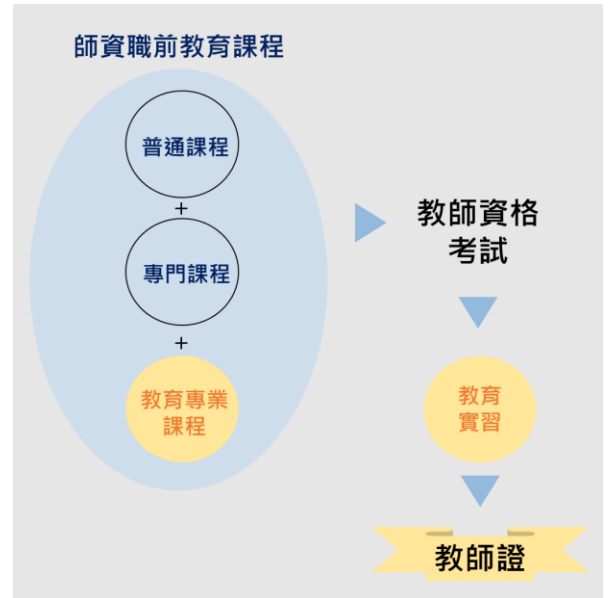 師資職前教育課程
普通課程
+
專門課程
+
教育專業
課程
教師資格
考試
教育
實習
教師證